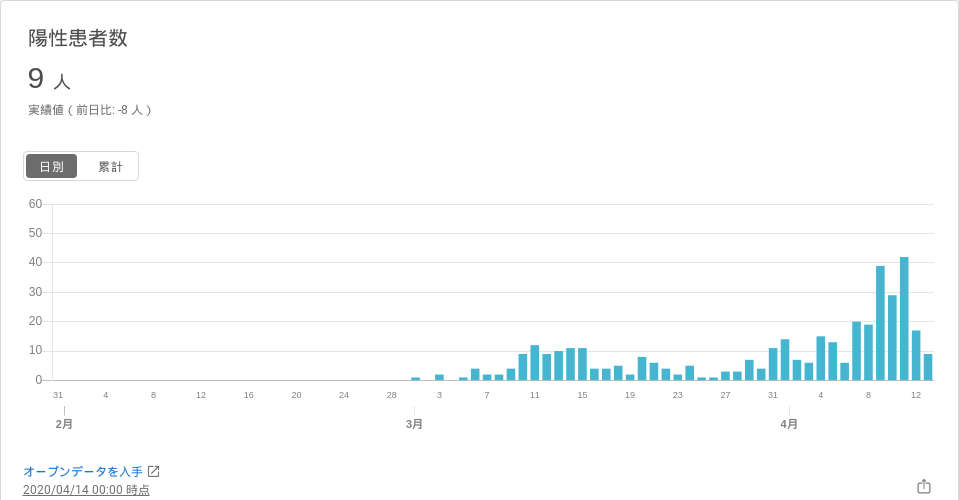 陽性患者数
9 人
実績値（前日比: -8 人）
日別 累計
60
50
40
30
20
10
0
31 4 8 12 16 20 24 28 3 7 11 15 19 23 27 31 4 8 12
2月 3月 4月
オープンデータを入手
2020/04/14 00:00 時点